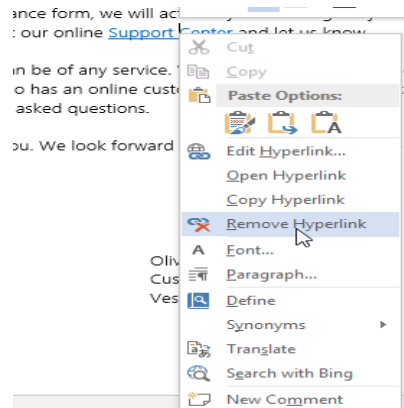 ance form, we will act
our online Support Center and let us know
an be of any service.
o has an online cust
asked questions.
ou. We look forward
Oliv
Cus
Ves
Cut
Copy
Paste Options:
A
Edit Hyperlink...
Open Hyperlink
Copy Hyperlink
Remove Hyperlink
A Font...
Paragraph...
Define
Synonyms
Translate
Search with Bing
New Comment